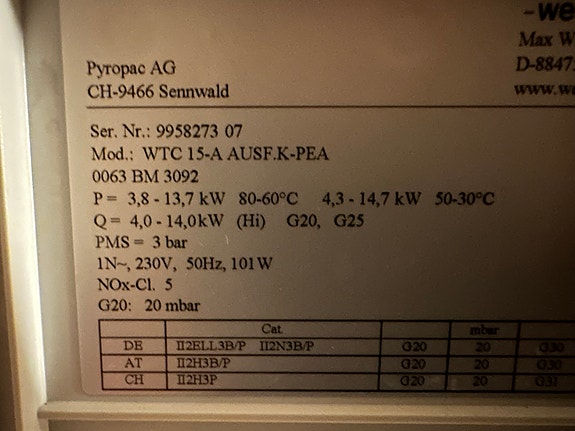 -we
Max W
Pyropac AG
D-8847
CH-9466 Sennwald
www.we
Ser. Nr.: 9958273 07
Mod.: WTC 15-A AUSF.K-PEA
0063 BM 3092
P = 3,8 - 13,7 kW 80-60°C 4,3 - 14,7 kW 50-30°C
Q = 4,0 - 14,0kW (Hi) G20, G25
PMS = 3 bar
1N~, 230V, 50Hz, 101W
NOx-Cl. 5
G20: 20 mbar
Cat. mbar
DE II2ELL3B/P II2N3B/P G20 20 G30
AT II2H3B/P G20 20 G30
CH II2H3P G20 20 G31